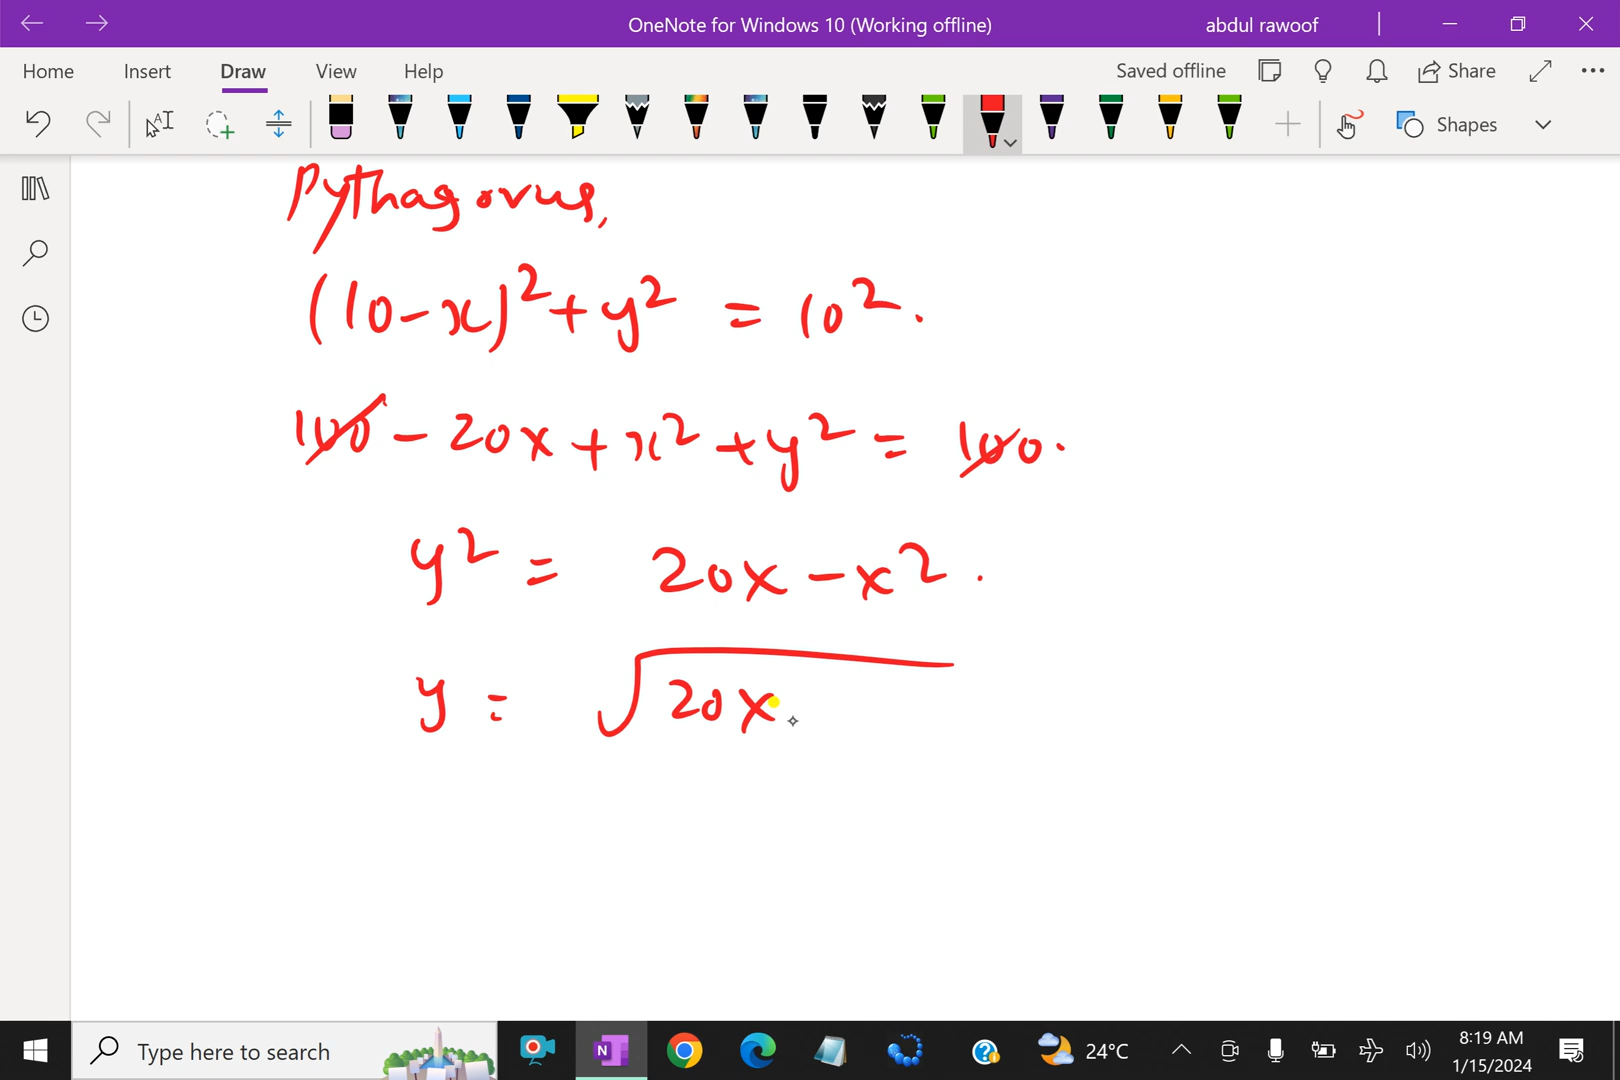 OneNote for Windows 10 (Working offline)
abdul rawoof
Home Insert Draw View Help
Saved offline
Share
Shapes
Pythagorus,
(10-x)² + y² = 10².
100 - 20x + x² + y² = 100.
y² = 20x - x².
y = √20x
Type here to search
24°C
8:19 AM
1/15/2024